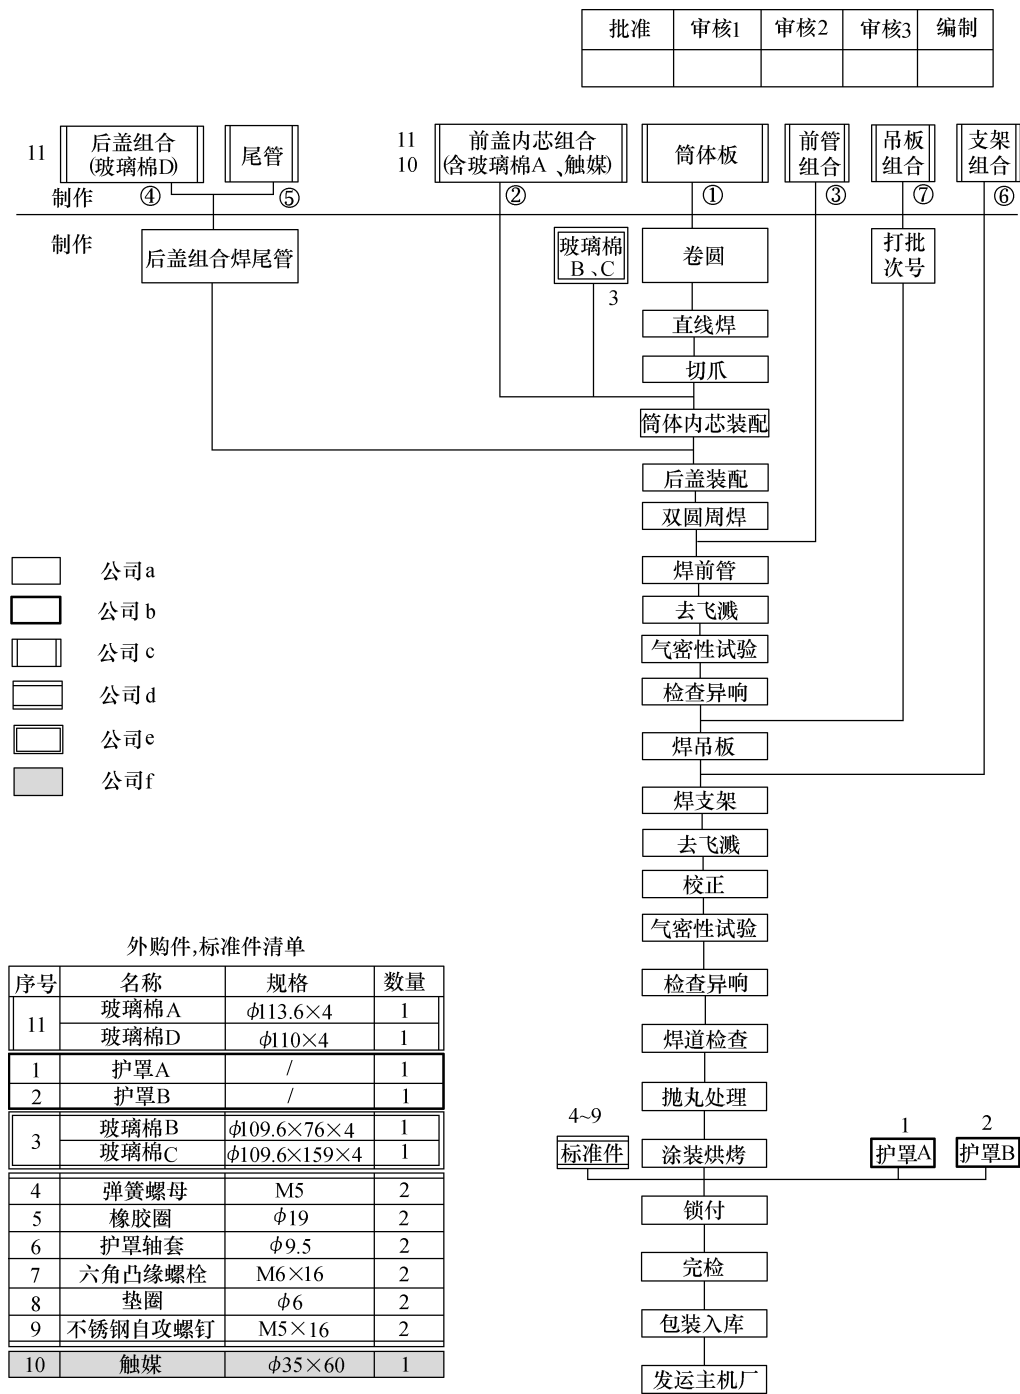 批准 审核1 审核2 审核3 编制
11
后盖组合
(玻璃棉D)
尾管
11
10
前盖内芯组合
(含玻璃棉A、触媒)
筒体板
前管
组合
吊板
组合
支架
组合
制作 ④ ⑤ ② ① ③ ⑦ ⑥
制作
后盖组合焊尾管
玻璃棉
B、C
3
卷圆
打批
次号
直线焊
切爪
筒体内芯装配
后盖装配
双圆周焊
焊前管
去飞溅
气密性试验
检查异响
焊吊板
焊支架
去飞溅
校正
气密性试验
检查异响
焊道检查
抛丸处理
4~9
标准件
涂装烘烤
1
护罩A
2
护罩B
锁付
完检
包装入库
发运主机厂
公司a
公司b
公司c
公司d
公司e
公司f
外购件,标准件清单
序号 名称 规格 数量
11 玻璃棉A ϕ113.6×4 1
玻璃棉D ϕ110×4 1
1 护罩A / 1
2 护罩B / 1
3 玻璃棉B ϕ109.6×76×4 1
玻璃棉C ϕ109.6×159×4 1
4 弹簧螺母 M5 2
5 橡胶圈 ϕ19 2
6 护罩轴套 ϕ9.5 2
7 六角凸缘螺栓 M6×16 2
8 垫圈 ϕ6 2
9 不锈钢自攻螺钉 M5×16 2
10 触媒 ϕ35×60 1